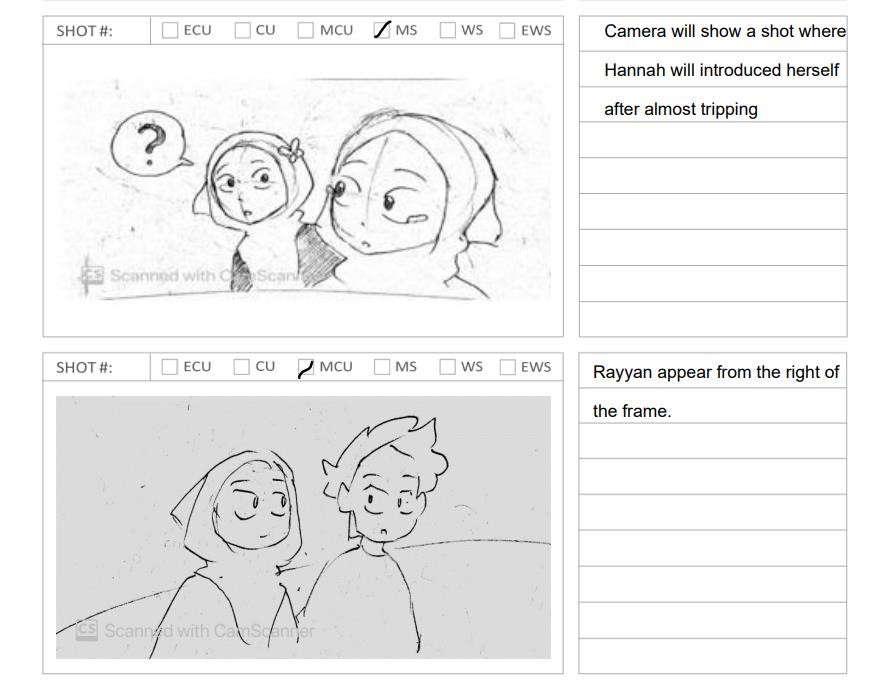 SHOT #: ECU CU MCU MS WS EWS
Camera will show a shot where
Hannah will introduced herself
after almost tripping
?
CS Scanned with CamScanner
SHOT #: ECU CU MCU MS WS EWS
Rayyan appear from the right of
the frame.
CS Scanned with CamScanner